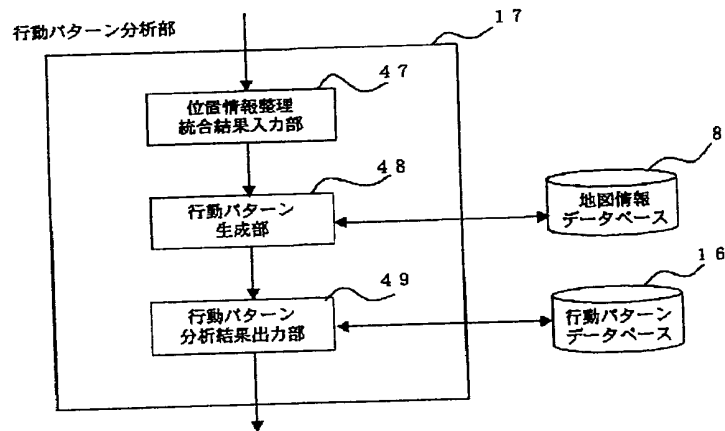 行動パターン分析部
17
47
位置情報整理
統合結果入力部
48
行動パターン
生成部
8
地図情報
データベース
49
行動パターン
分析結果出力部
16
行動パターン
データベース